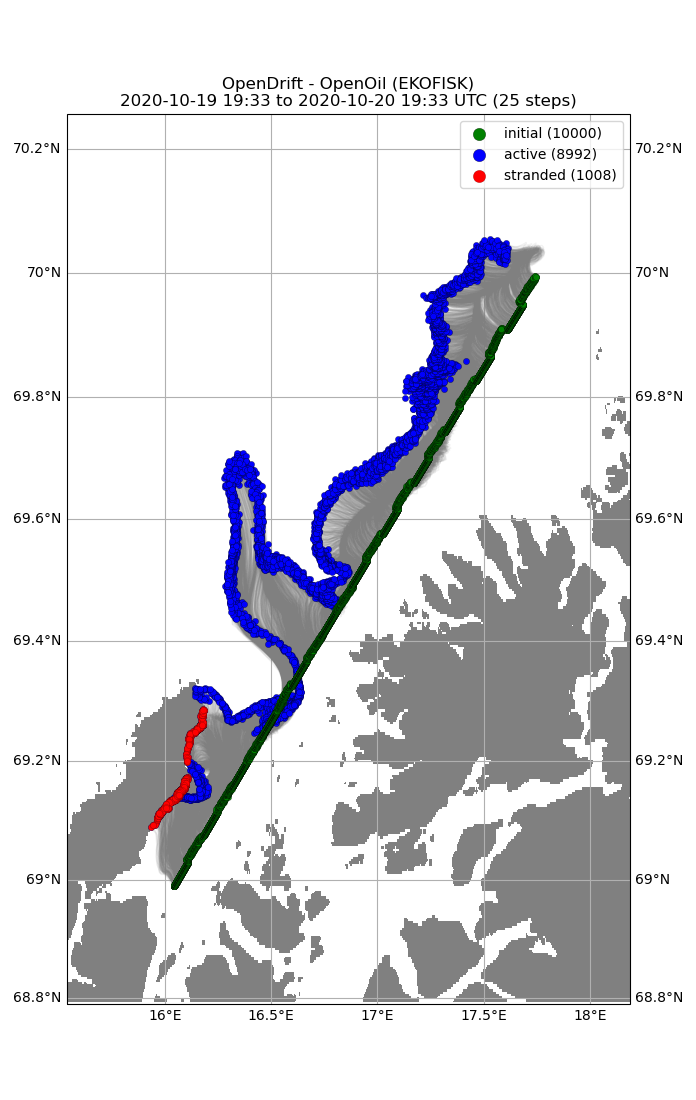 OpenDrift - OpenOil (EKOFISK)
2020-10-19 19:33 to 2020-10-20 19:33 UTC (25 steps)
initial (10000)
active (8992)
stranded (1008)
70.2°N 70.2°N
70°N 70°N
69.8°N 69.8°N
69.6°N 69.6°N
69.4°N 69.4°N
69.2°N 69.2°N
69°N 69°N
68.8°N 68.8°N
16°E 16.5°E 17°E 17.5°E 18°E